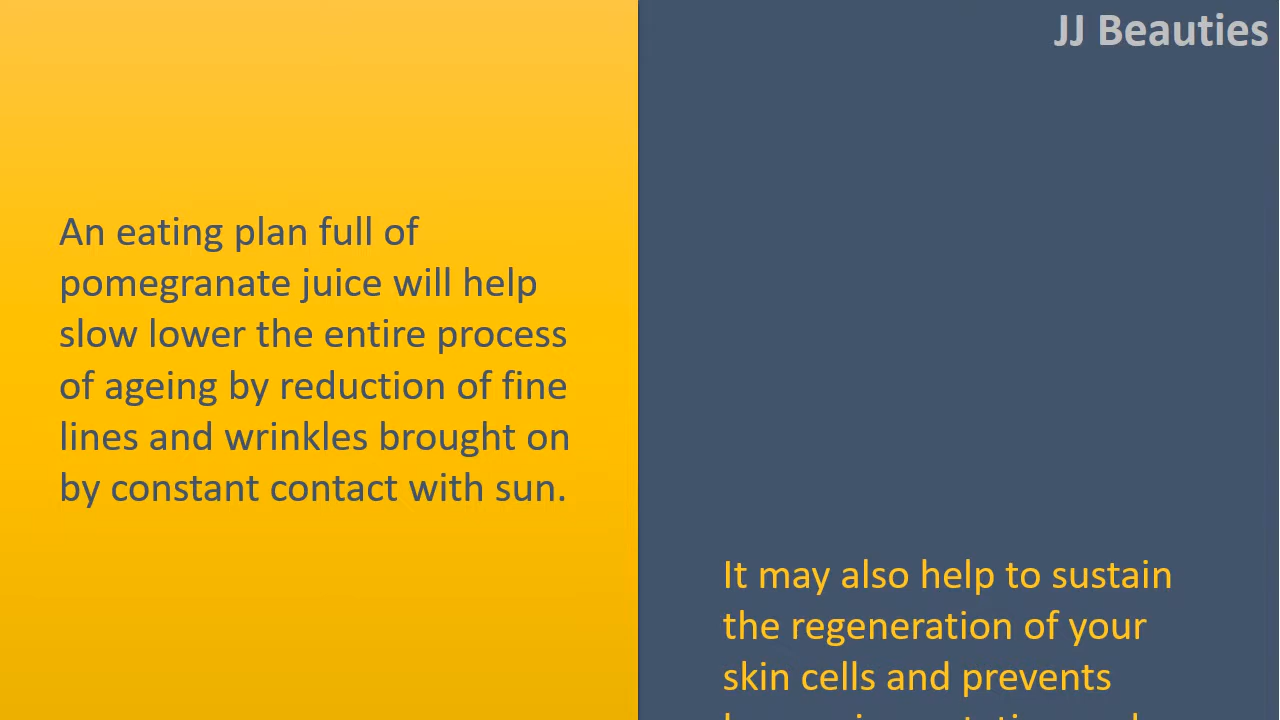 JJ Beauties
An eating plan full of
pomegranate juice will help
slow lower the entire process
of ageing by reduction of fine
lines and wrinkles brought on
by constant contact with sun.
It may also help to sustain
the regeneration of your
skin cells and prevents